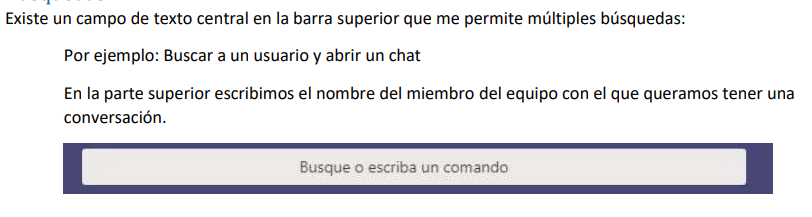 Existe un campo de texto central en la barra superior que me permite múltiples búsquedas:
Por ejemplo: Buscar a un usuario y abrir un chat
En la parte superior escribimos el nombre del miembro del equipo con el que queramos tener una
conversación.
Busque o escriba un comando